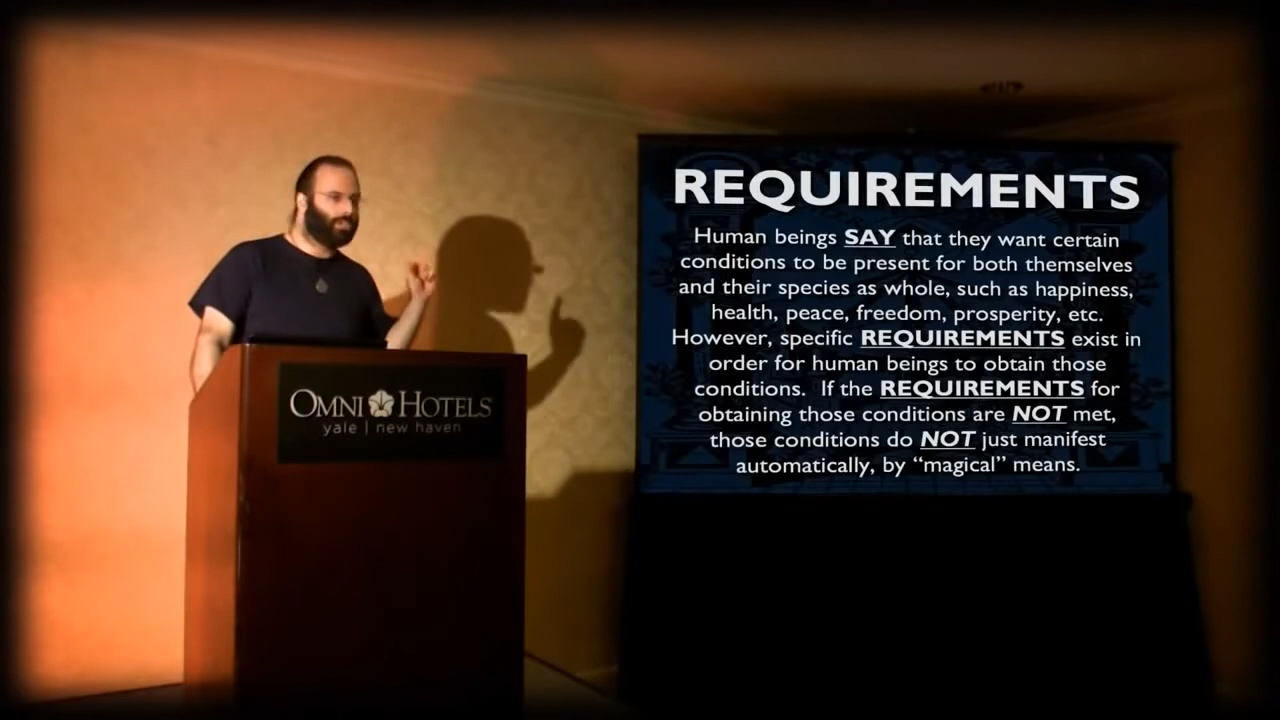 OMNI HOTELS
yale | new haven
REQUIREMENTS
Human beings SAY that they want certain
conditions to be present for both themselves
and their species as whole, such as happiness,
health, peace, freedom, prosperity, etc.
However, specific REQUIREMENTS exist in
order for human beings to obtain those
conditions. If the REQUIREMENTS for
obtaining those conditions are NOT met,
those conditions do NOT just manifest
automatically, by “magical” means.